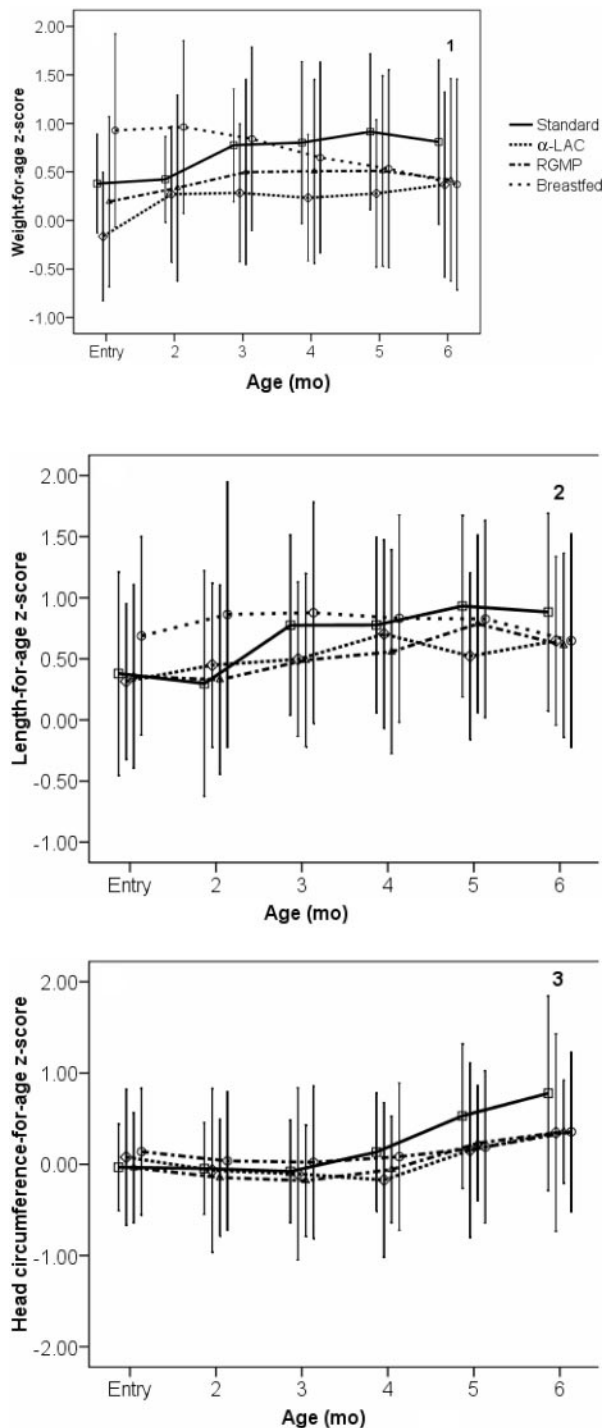 1
2.00
1.50
1.00
0.50
0.00
-0.50
-1.00
Weight-for-age z-score
Entry 2 3 4 5 6
Age (mo)
Standard
α-LAC
RGMP
Breastfed
2
2.00
1.50
1.00
0.50
0.00
-0.50
-1.00
Length-for-age z-score
Entry 2 3 4 5 6
Age (mo)
3
2.00
1.00
0.00
-1.00
-2.00
Head circumference-for-age z-score
Entry 2 3 4 5 6
Age (mo)